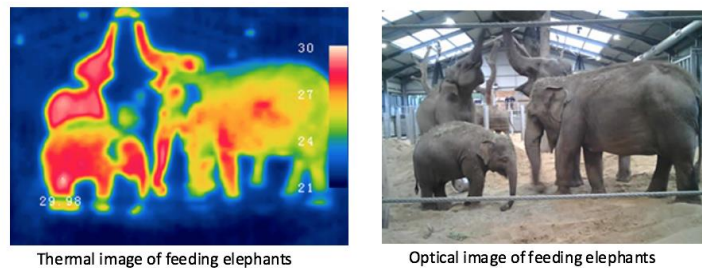 30
27
24
21
29.98
Thermal image of feeding elephants
Optical image of feeding elephants